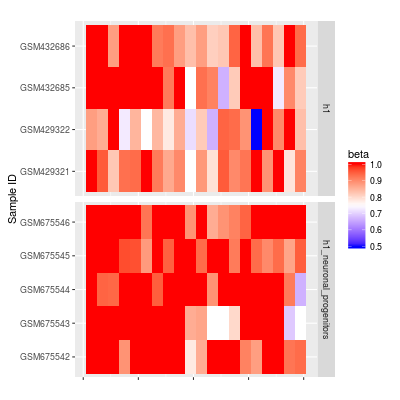 GSM432686
GSM432685
GSM429322
GSM429321
h1
GSM675546
GSM675545
GSM675544
GSM675543
GSM675542
h1_neuronal_progenitors
Sample ID
beta
1.0
0.9
0.8
0.7
0.6
0.5